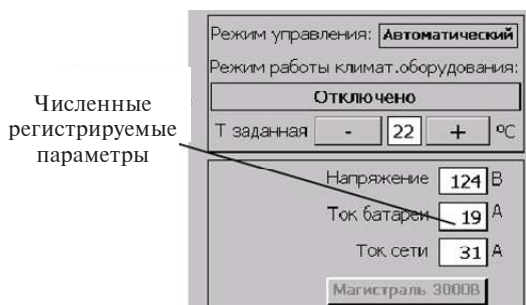 Режим управления: Автоматический
Режим работы климат.оборудования:
Отключено
Т заданная - 22 + °С
Численные
регистрируемые
параметры
Напряжение 124 В
Ток батареи 19 А
Ток сети 31 А
Магистраль 3000В